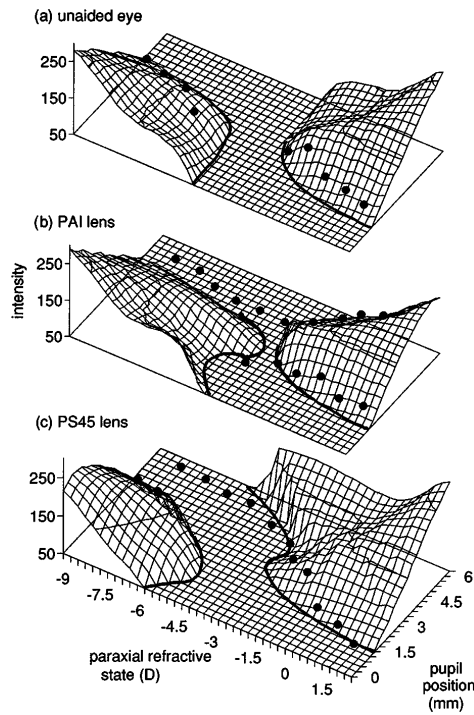 (a) unaided eye
250
150
50
(b) PAI lens
250
150
50
intensity
(c) PS45 lens
250
150
50
-9
-7.5
-6
-4.5
-3
-1.5
0
1.5
paraxial refractive
state (D)
0
1.5
3
4.5
6
pupil
position
(mm)